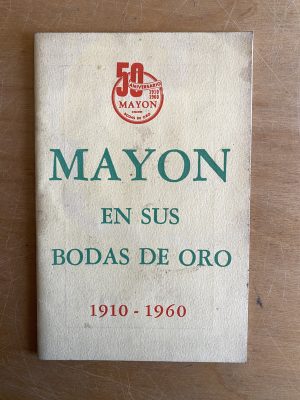 50
ANIVERSARIO
1910
1960
MAYON
BODAS DE ORO
MAYON
EN SUS
BODAS DE ORO
1910 - 1960